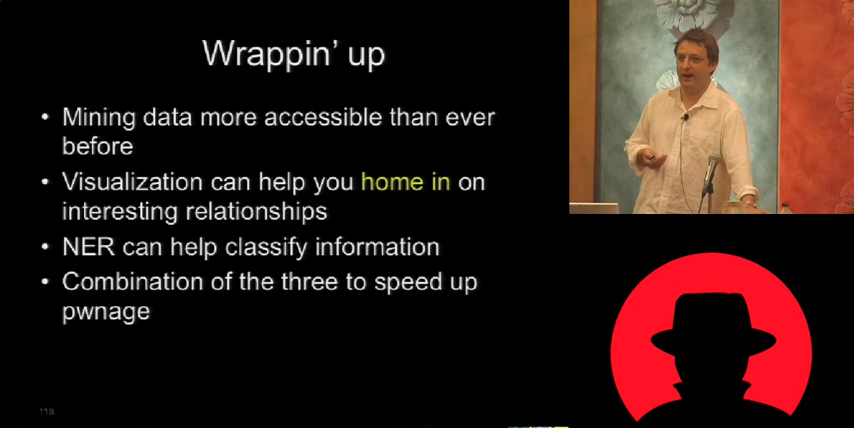 Wrappin' up
• Mining data more accessible than ever
before
• Visualization can help you home in on
interesting relationships
• NER can help classify information
• Combination of the three to speed up
pwnage
118